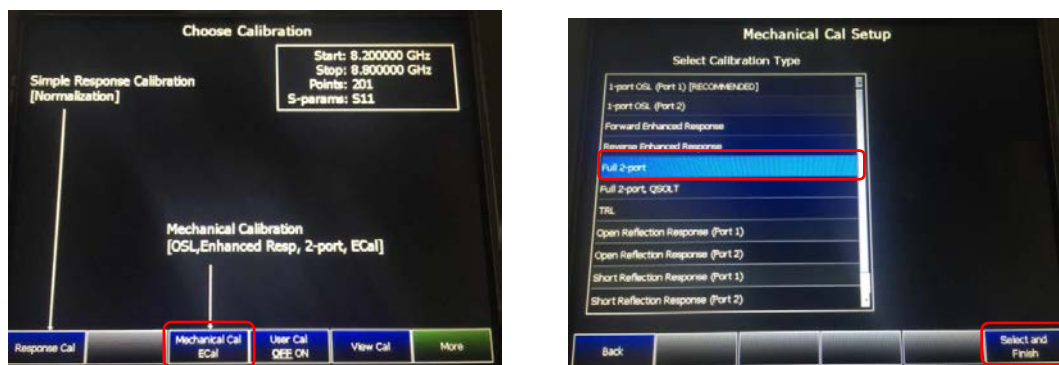 Choose Calibration
Start: 8.200000 GHz
Stop: 8.800000 GHz
Points: 201
S-params: S11
Simple Response Calibration
[Normalization]
Mechanical Calibration
[OSL,Enhanced Resp, 2-port, ECal]
Response Cal
Mechanical Cal
ECal
User Cal
OFF ON
View Cal
More
Mechanical Cal Setup
Select Calibration Type
1-port OSL (Port 1) [RECOMMENDED]
1-port OSL (Port 2)
Forward Enhanced Response
Reverse Enhanced Response
Full 2-port
Full 2-port, QSOLT
TRL
Open Reflection Response (Port 1)
Open Reflection Response (Port 2)
Short Reflection Response (Port 1)
Short Reflection Response (Port 2)
Back
Select and
Finish